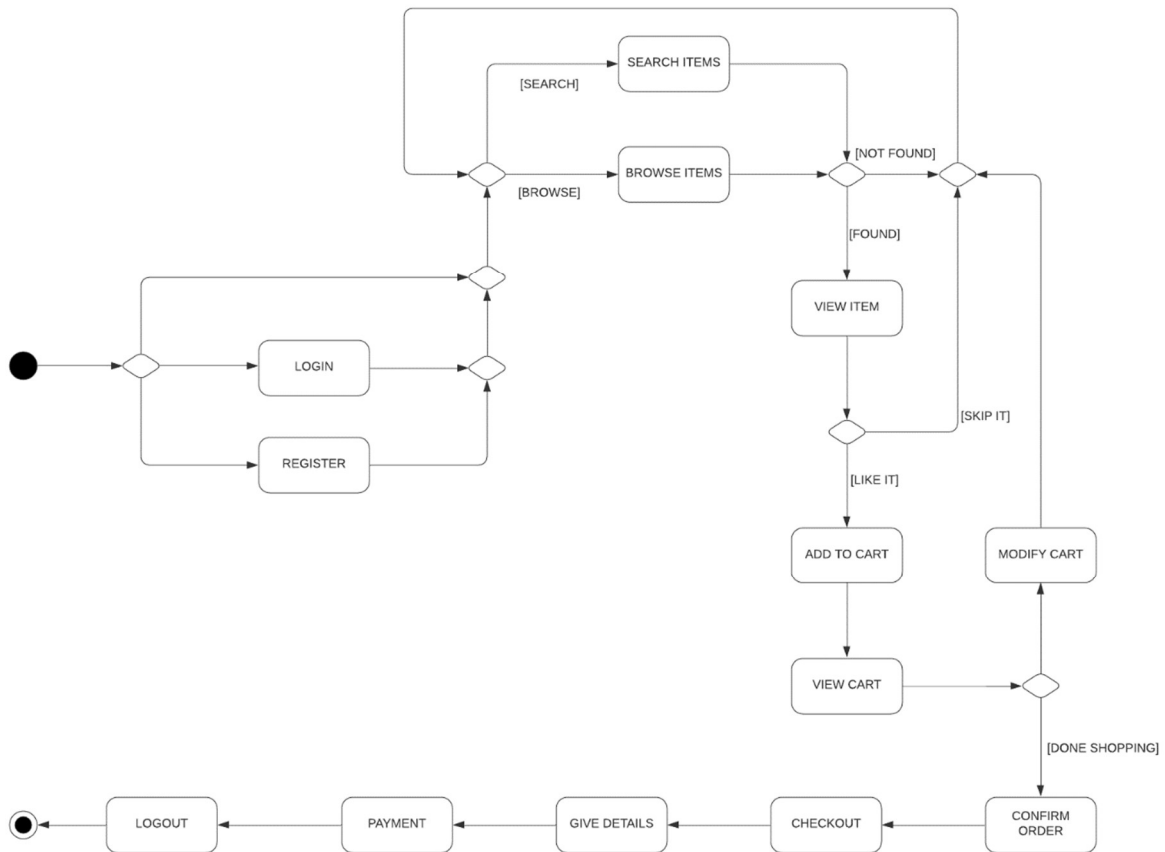 SEARCH ITEMS
[SEARCH]
[NOT FOUND]
BROWSE ITEMS
[BROWSE]
[FOUND]
VIEW ITEM
LOGIN
[SKIP IT]
REGISTER
[LIKE IT]
ADD TO CART
MODIFY CART
VIEW CART
[DONE SHOPPING]
LOGOUT
PAYMENT
GIVE DETAILS
CHECKOUT
CONFIRM
ORDER